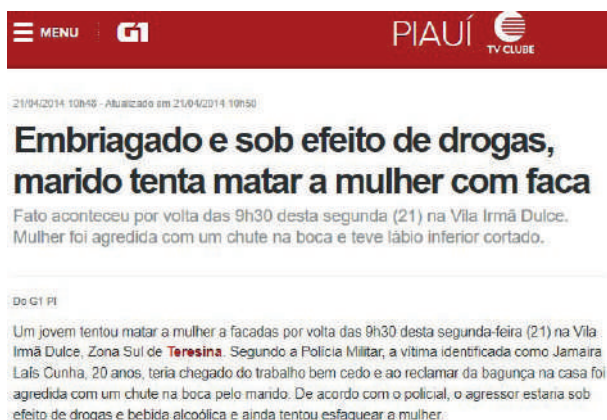 MENU G1 PIAUÍ TV CLUBE
21/04/2014 10h48 - Atualizado em 21/04/2014 10h50
Embriagado e sob efeito de drogas,
marido tenta matar a mulher com faca
Fato aconteceu por volta das 9h30 desta segunda (21) na Vila Irmã Dulce.
Mulher foi agredida com um chute na boca e teve lábio inferior cortado.
Do G1 PI
Um jovem tentou matar a mulher a facadas por volta das 9h30 desta segunda-feira (21) na Vila
Irmã Dulce, Zona Sul de Teresina. Segundo a Polícia Militar, a vítima identificada como Jamaira
Laís Cunha, 20 anos, teria chegado do trabalho bem cedo e ao reclamar da bagunça na casa foi
agredida com um chute na boca pelo marido. De acordo com o policial, o agressor estaria sob
efeito de drogas e bebida alcoólica e ainda tentou esfaquear a mulher.